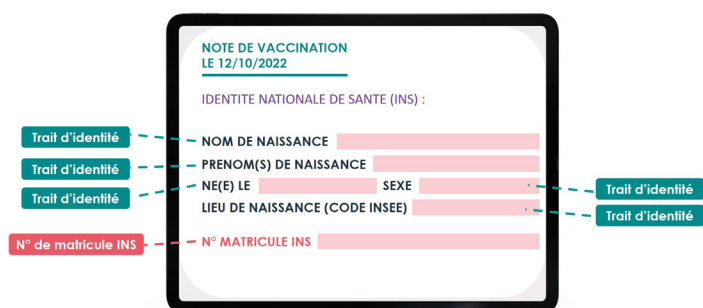 NOTE DE VACCINATION
LE 12/10/2022
IDENTITE NATIONALE DE SANTE (INS) :
Trait d'identité
NOM DE NAISSANCE
Trait d'identité
PRENOM(S) DE NAISSANCE
Trait d'identité
NE(E) LE SEXE
Trait d'identité
LIEU DE NAISSANCE (CODE INSEE)
Trait d'identité
N° de matricule INS
N° MATRICULE INS